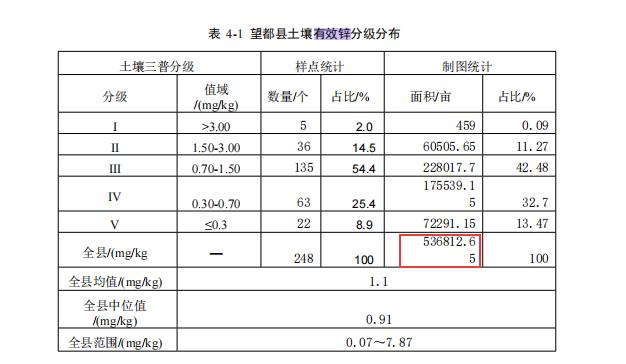 表 4-1 望都县土壤有效锌分级分布
土壤三普分级 样点统计 制图统计
分级 值域 /(mg/kg) 数量/个 占比/% 面积/亩 占比/%
I >3.00 5 2.0 459 0.09
II 1.50-3.00 36 14.5 60505.65 11.27
III 0.70-1.50 135 54.4 228017.7 42.48
IV 0.30-0.70 63 25.4 175539.15 32.7
V ≤0.3 22 8.9 72291.15 13.47
全县/(mg/kg — 248 100 536812.65 100
全县均值/(mg/kg) 1.1
全县中位值 /(mg/kg) 0.91
全县范围/(mg/kg) 0.07～7.87